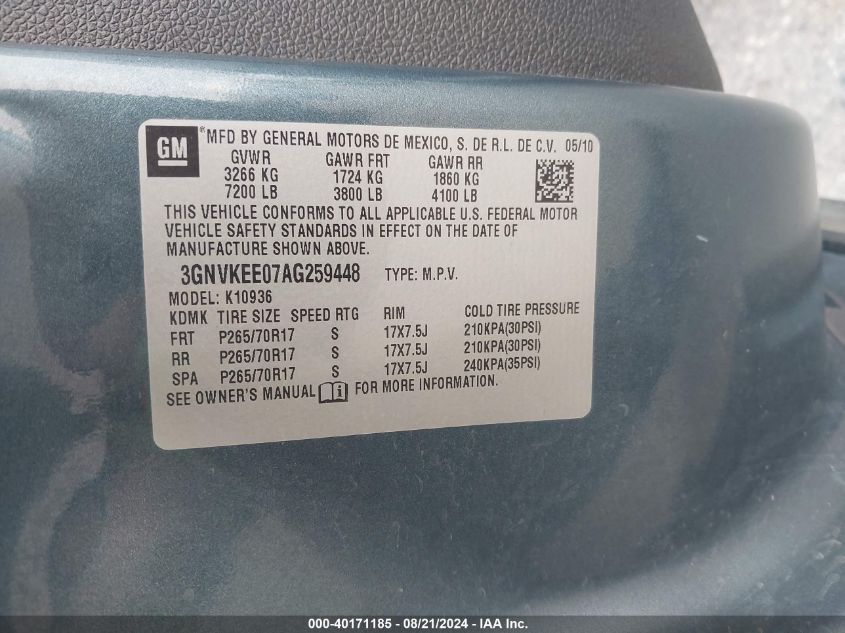 GM ® MFD BY GENERAL MOTORS DE MEXICO, S. DE R.L. DE C.V. 05/10
GVWR GAWR FRT GAWR RR
3266 KG 1724 KG 1860 KG
7200 LB 3800 LB 4100 LB
THIS VEHICLE CONFORMS TO ALL APPLICABLE U.S. FEDERAL MOTOR
VEHICLE SAFETY STANDARDS IN EFFECT ON THE DATE OF
MANUFACTURE SHOWN ABOVE.
3GNVKEE07AG259448 TYPE: M.P.V.
MODEL: K10936
KDMK TIRE SIZE SPEED RTG RIM COLD TIRE PRESSURE
FRT P265/70R17 S 17X7.5J 210KPA(30PSI)
RR P265/70R17 S 17X7.5J 210KPA(30PSI)
SPA P265/70R17 S 17X7.5J 240KPA(35PSI)
SEE OWNER'S MANUAL FOR MORE INFORMATION.
000-40171185 - 08/21/2024 - IAA Inc.